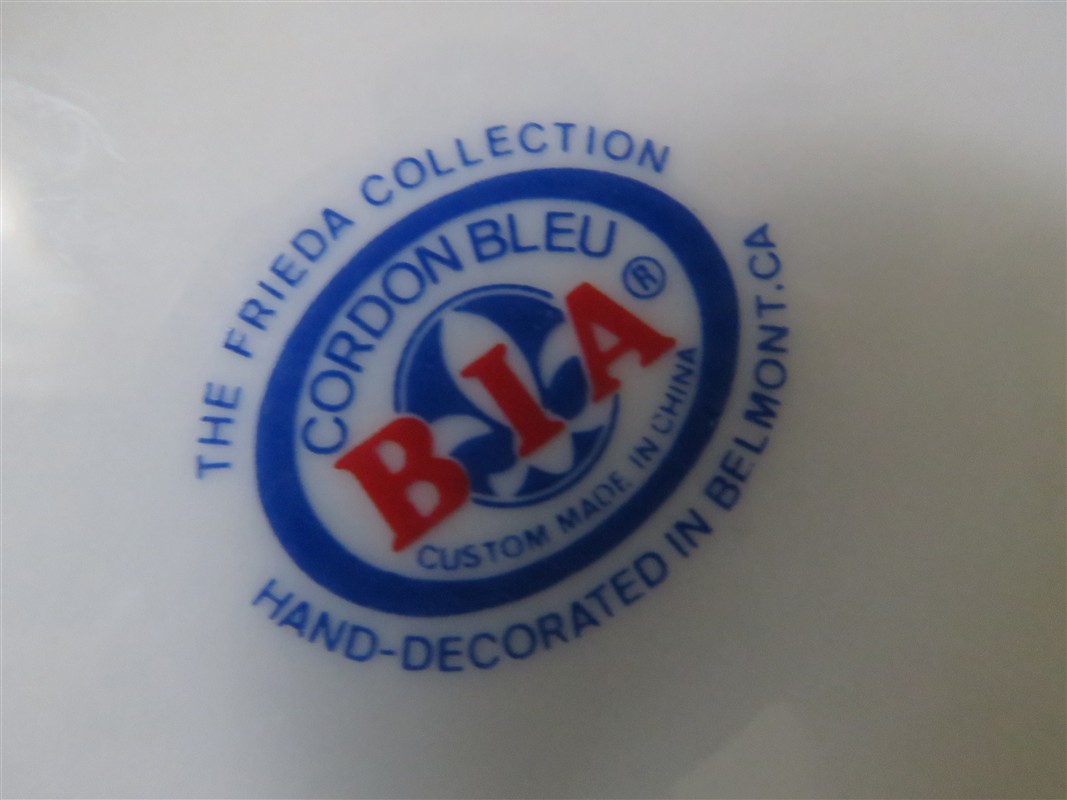 THE FRIEDA COLLECTION
CORDON BLEU ®
BIA
CUSTOM MADE IN CHINA
HAND-DECORATED IN BELMONT.CA